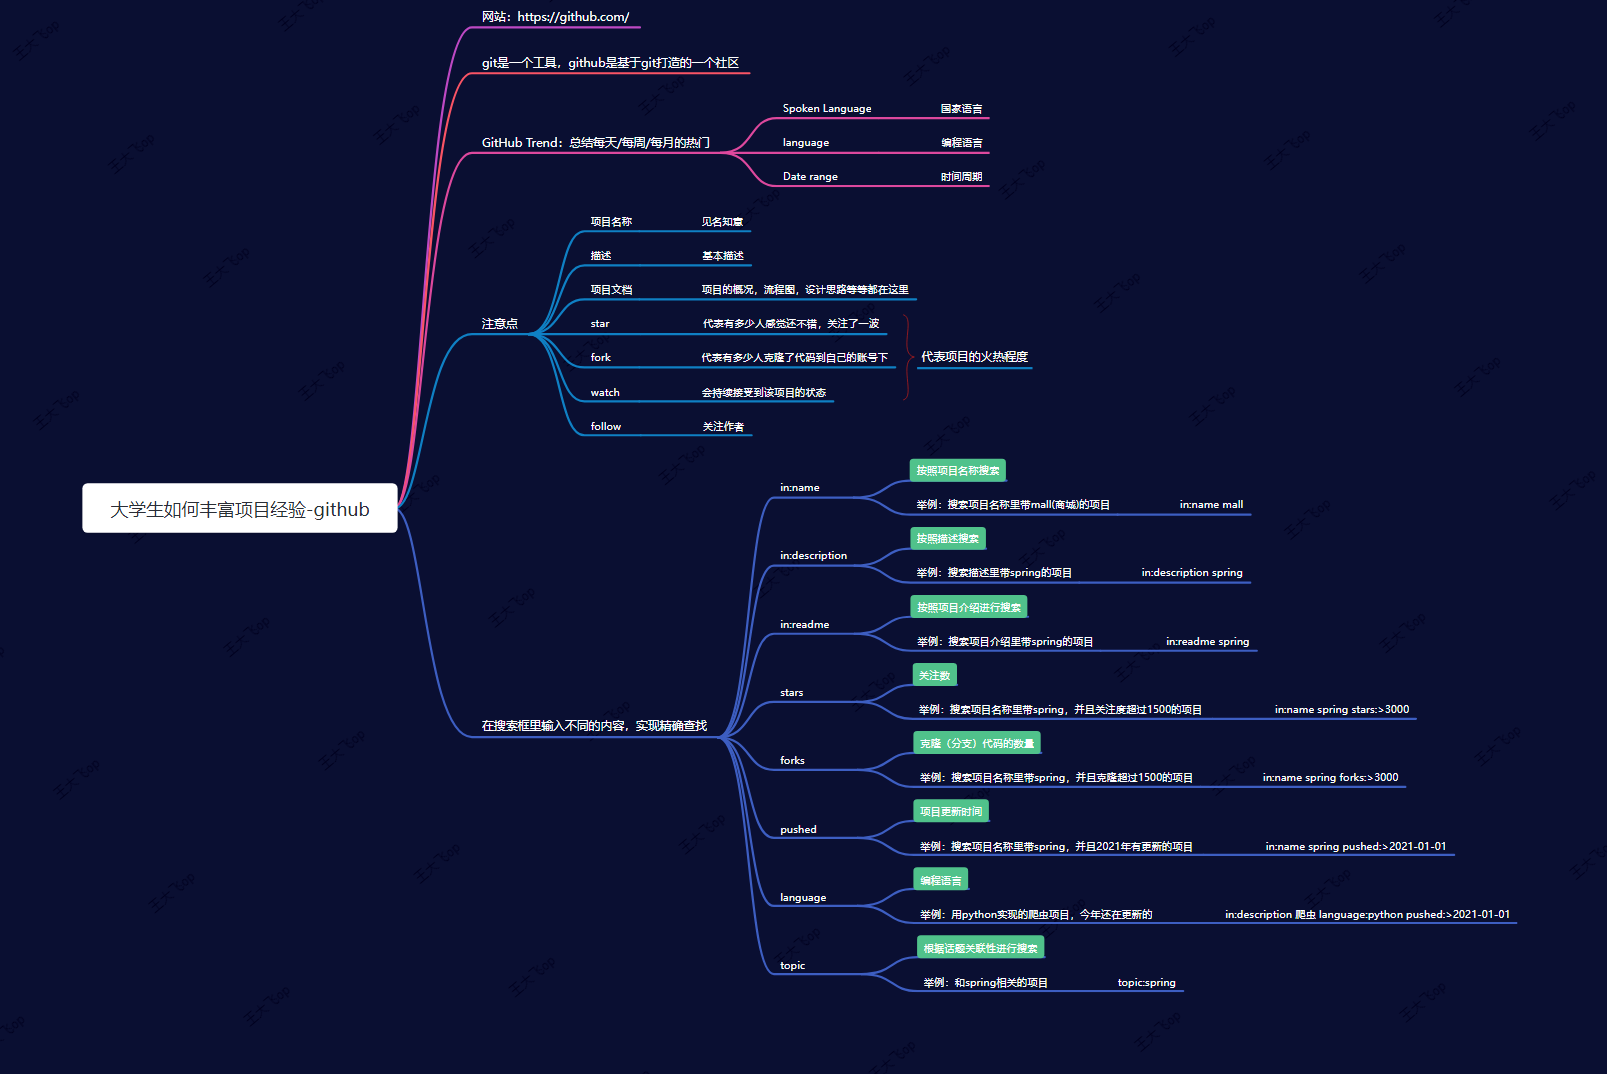 网站：https://github.com/
git是一个工具，github是基于git打造的一个社区
GitHub Trend：总结每天/每周/每月的热门
Spoken Language 国家语言
language 编程语言
Date range 时间周期
注意点
项目名称 见名知意
描述 基本描述
项目文档 项目的概况，流程图，设计思路等等都在这里
star 代表有多少人感觉还不错，关注了一波
fork 代表有多少人克隆了代码到自己的账号下
watch 会持续接受到该项目的状态
代表项目的火热程度
follow 关注作者
大学生如何丰富项目经验-github
在搜索框里输入不同的内容，实现精确查找
in:name
按照项目名称搜索
举例：搜索项目名称里带mall(商城)的项目 in:name mall
in:description
按照描述搜索
举例：搜索描述里带spring的项目 in:description spring
in:readme
按照项目介绍进行搜索
举例：搜索项目介绍里带spring的项目 in:readme spring
stars
关注数
举例：搜索项目名称里带spring，并且关注度超过1500的项目 in:name spring stars:>3000
forks
克隆（分支）代码的数量
举例：搜索项目名称里带spring，并且克隆超过1500的项目 in:name spring forks:>3000
pushed
项目更新时间
举例：搜索项目名称里带spring，并且2021年有更新的项目 in:name spring pushed:>2021-01-01
language
编程语言
举例：用python实现的爬虫项目，今年还在更新的 in:description 爬虫 language:python pushed:>2021-01-01
topic
根据话题关联性进行搜索
举例：和spring相关的项目 topic:spring